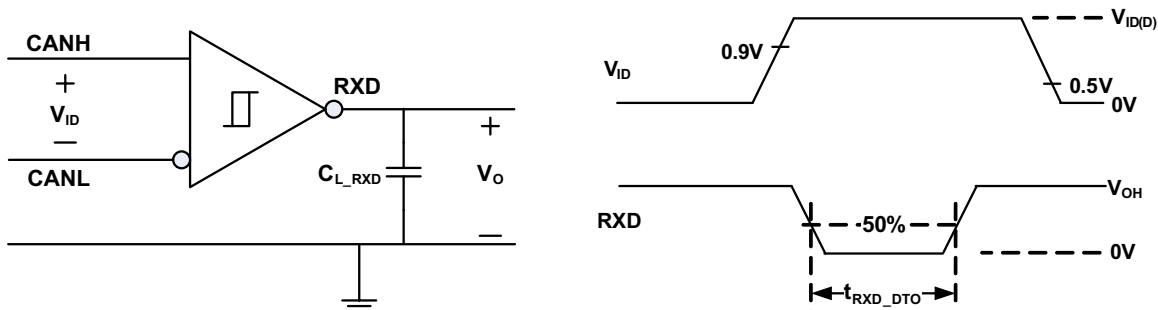 CANH
+
V_ID
—
CANL
RXD
C_L_RXD
+
V_O
—
V_ID
0.9V
V_ID(D)
0.5V
0V
RXD
50%
V_OH
0V
t_RXD_DTO